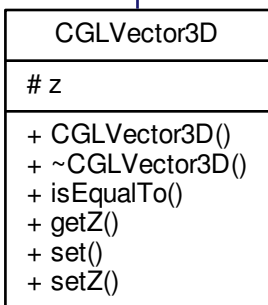 CGLVector3D
# z
+ CGLVector3D()
+ ~CGLVector3D()
+ isEqualTo()
+ getZ()
+ set()
+ setZ()